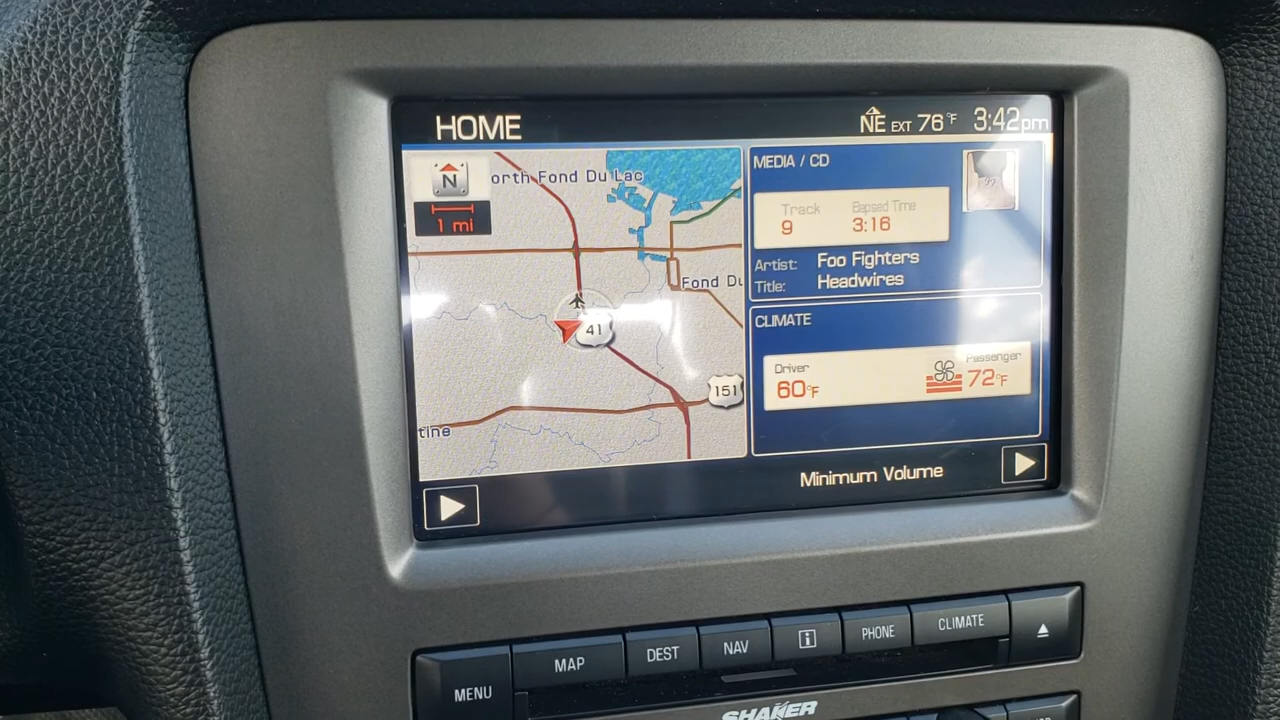 HOME
NE EXT 76°F 3:42pm
N
1 mi
orth Fond Du Lac
Fond Du
41
151
tine
MEDIA / CD
Track
9
Elapsed Time
3:16
Artist: Foo Fighters
Title: Headwires
CLIMATE
Driver
60°F
Passenger
72°F
Minimum Volume
MENU
MAP
DEST
NAV
i
PHONE
CLIMATE
SHAKER